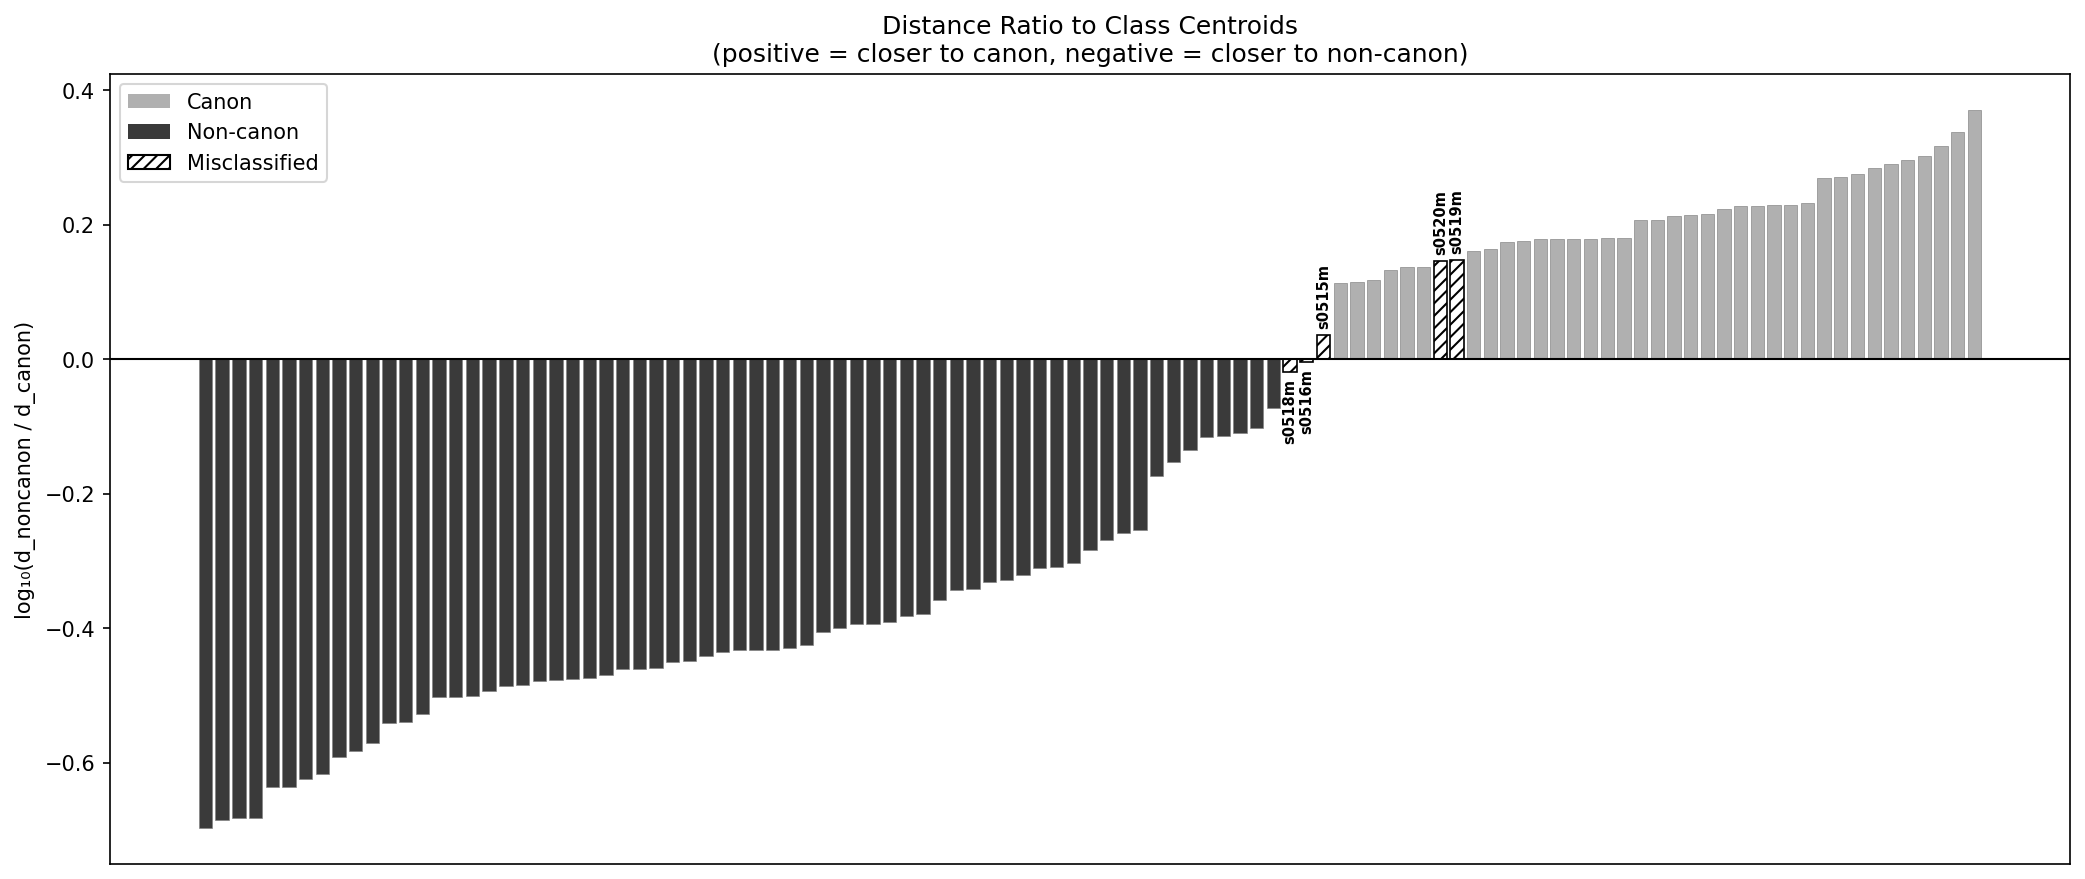 Distance Ratio to Class Centroids
(positive = closer to canon, negative = closer to non-canon)
Canon
Non-canon
Misclassified
log₁₀(d_noncanon / d_canon)
0.4
0.2
0.0
−0.2
−0.4
−0.6
s0518m
s0516m
s0515m
s0520m
s0519m